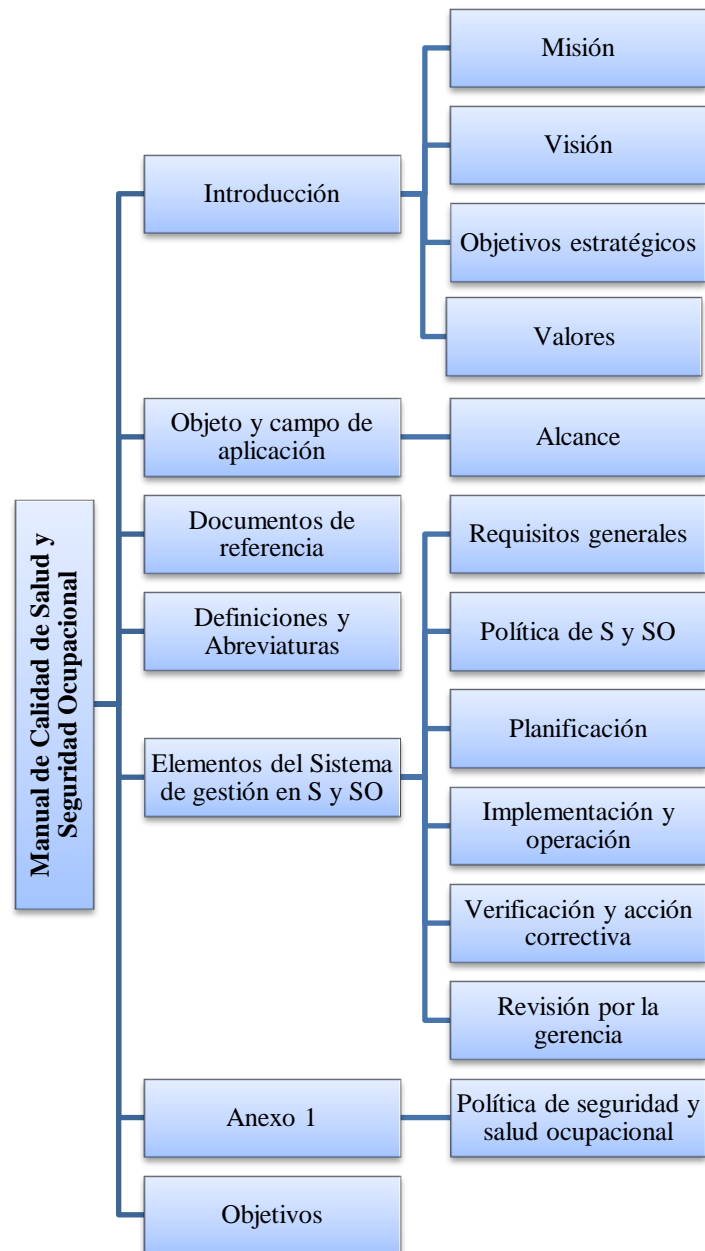 Manual de Calidad de Salud y
Seguridad Ocupacional
Introducción
Misión
Visión
Objetivos estratégicos
Valores
Objeto y campo de
aplicación
Alcance
Documentos de
referencia
Definiciones y
Abreviaturas
Elementos del Sistema
de gestión en S y SO
Requisitos generales
Política de S y SO
Planificación
Implementación y
operación
Verificación y acción
correctiva
Revisión por la
gerencia
Anexo 1
Política de seguridad y
salud ocupacional
Objetivos